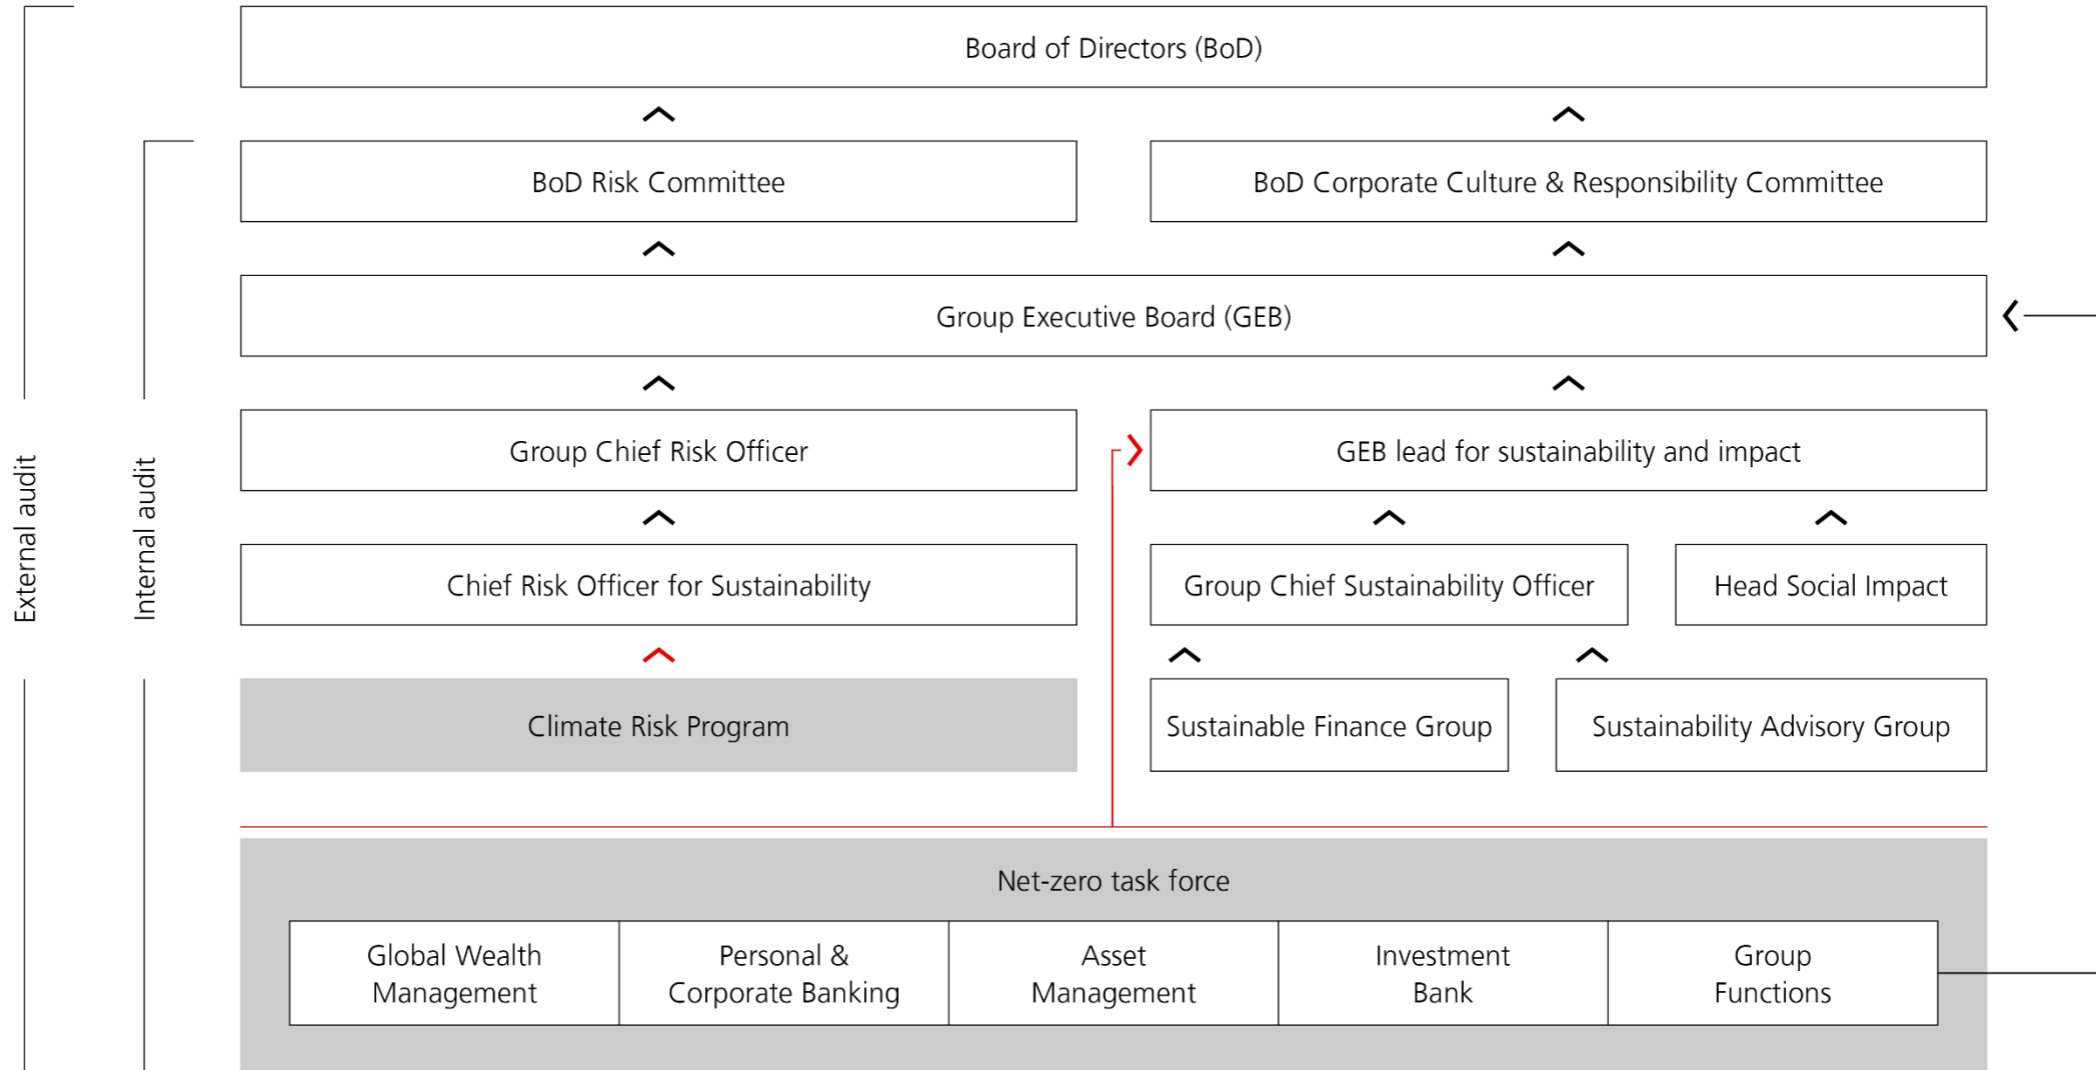 Board of Directors (BoD)
BoD Risk Committee
BoD Corporate Culture & Responsibility Committee
Group Executive Board (GEB)
Group Chief Risk Officer
GEB lead for sustainability and impact
External audit
Internal audit
Chief Risk Officer for Sustainability
Group Chief Sustainability Officer
Head Social Impact
Climate Risk Program
Sustainable Finance Group
Sustainability Advisory Group
Net-zero task force
Global Wealth
Management
Personal &
Corporate Banking
Asset
Management
Investment
Bank
Group
Functions